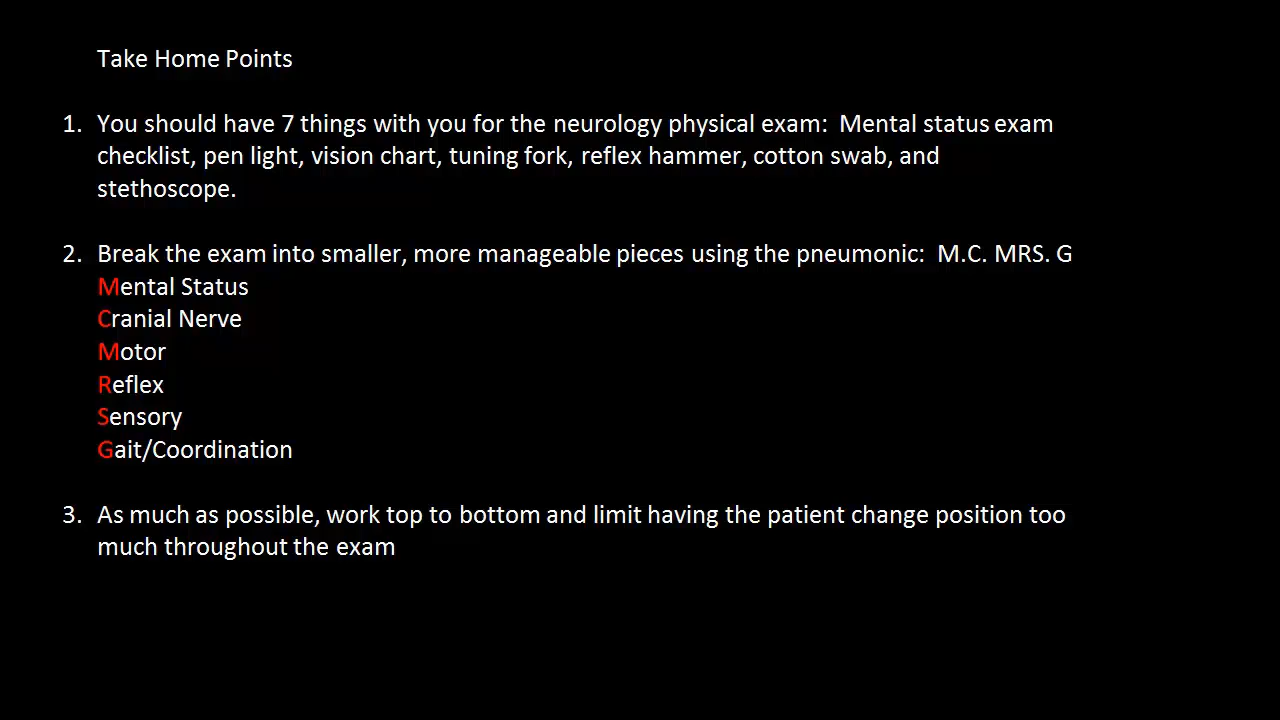 Take Home Points
1. You should have 7 things with you for the neurology physical exam: Mental status exam
checklist, pen light, vision chart, tuning fork, reflex hammer, cotton swab, and
stethoscope.
2. Break the exam into smaller, more manageable pieces using the pneumonic: M.C. MRS. G
Mental Status
Cranial Nerve
Motor
Reflex
Sensory
Gait/Coordination
3. As much as possible, work top to bottom and limit having the patient change position too
much throughout the exam